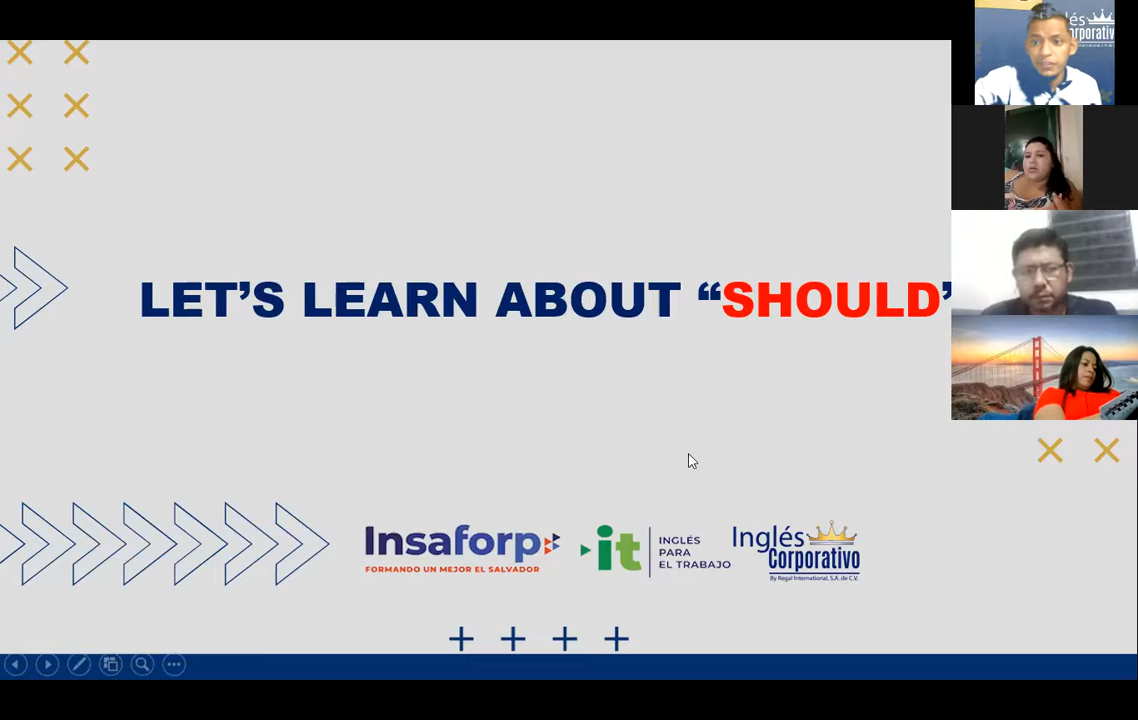 Inglés
Corporativo
LET'S LEARN ABOUT “SHOULD’
Insaforp
FORMANDO UN MEJOR EL SALVADOR
it
INGLÉS
PARA
EL TRABAJO
Inglés
Corporativo
By Regal International, S.A. de C.V.